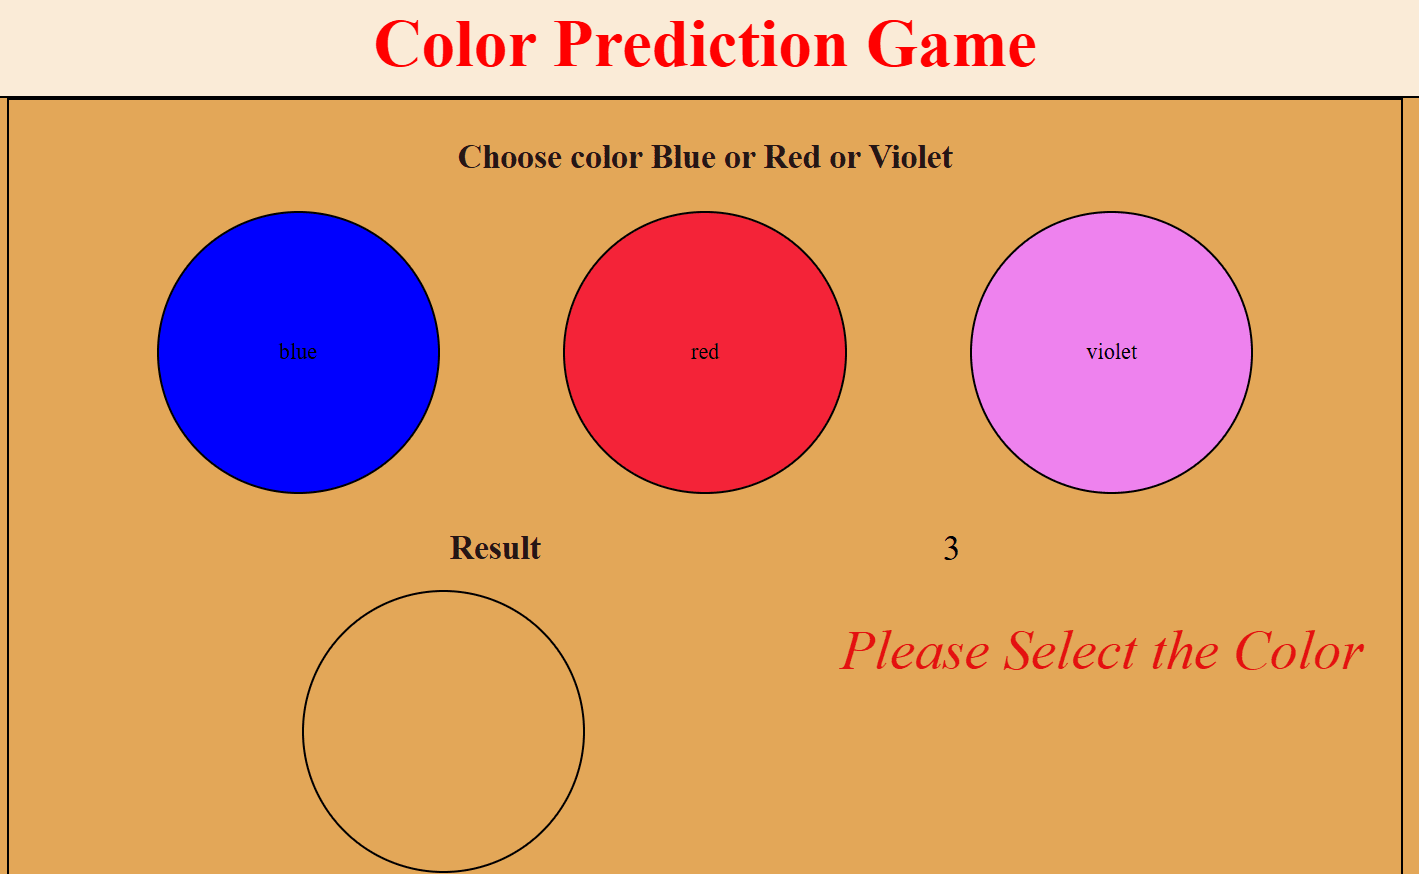 Color Prediction Game
Choose color Blue or Red or Violet
blue
red
violet
Result
3
Please Select the Color